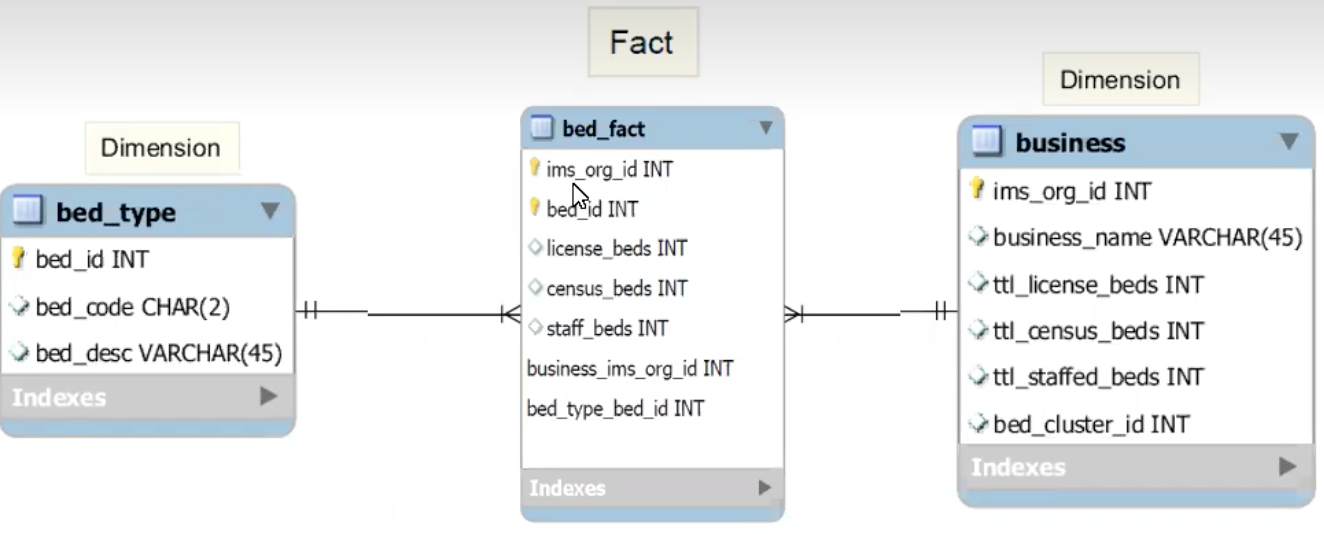 Fact
Dimension
bed_type
bed_id INT
bed_code CHAR(2)
bed_desc VARCHAR(45)
Indexes
bed_fact
ims_org_id INT
bed_id INT
license_beds INT
census_beds INT
staff_beds INT
business_ims_org_id INT
bed_type_bed_id INT
Indexes
Dimension
business
ims_org_id INT
business_name VARCHAR(45)
ttl_license_beds INT
ttl_census_beds INT
ttl_staffed_beds INT
bed_cluster_id INT
Indexes